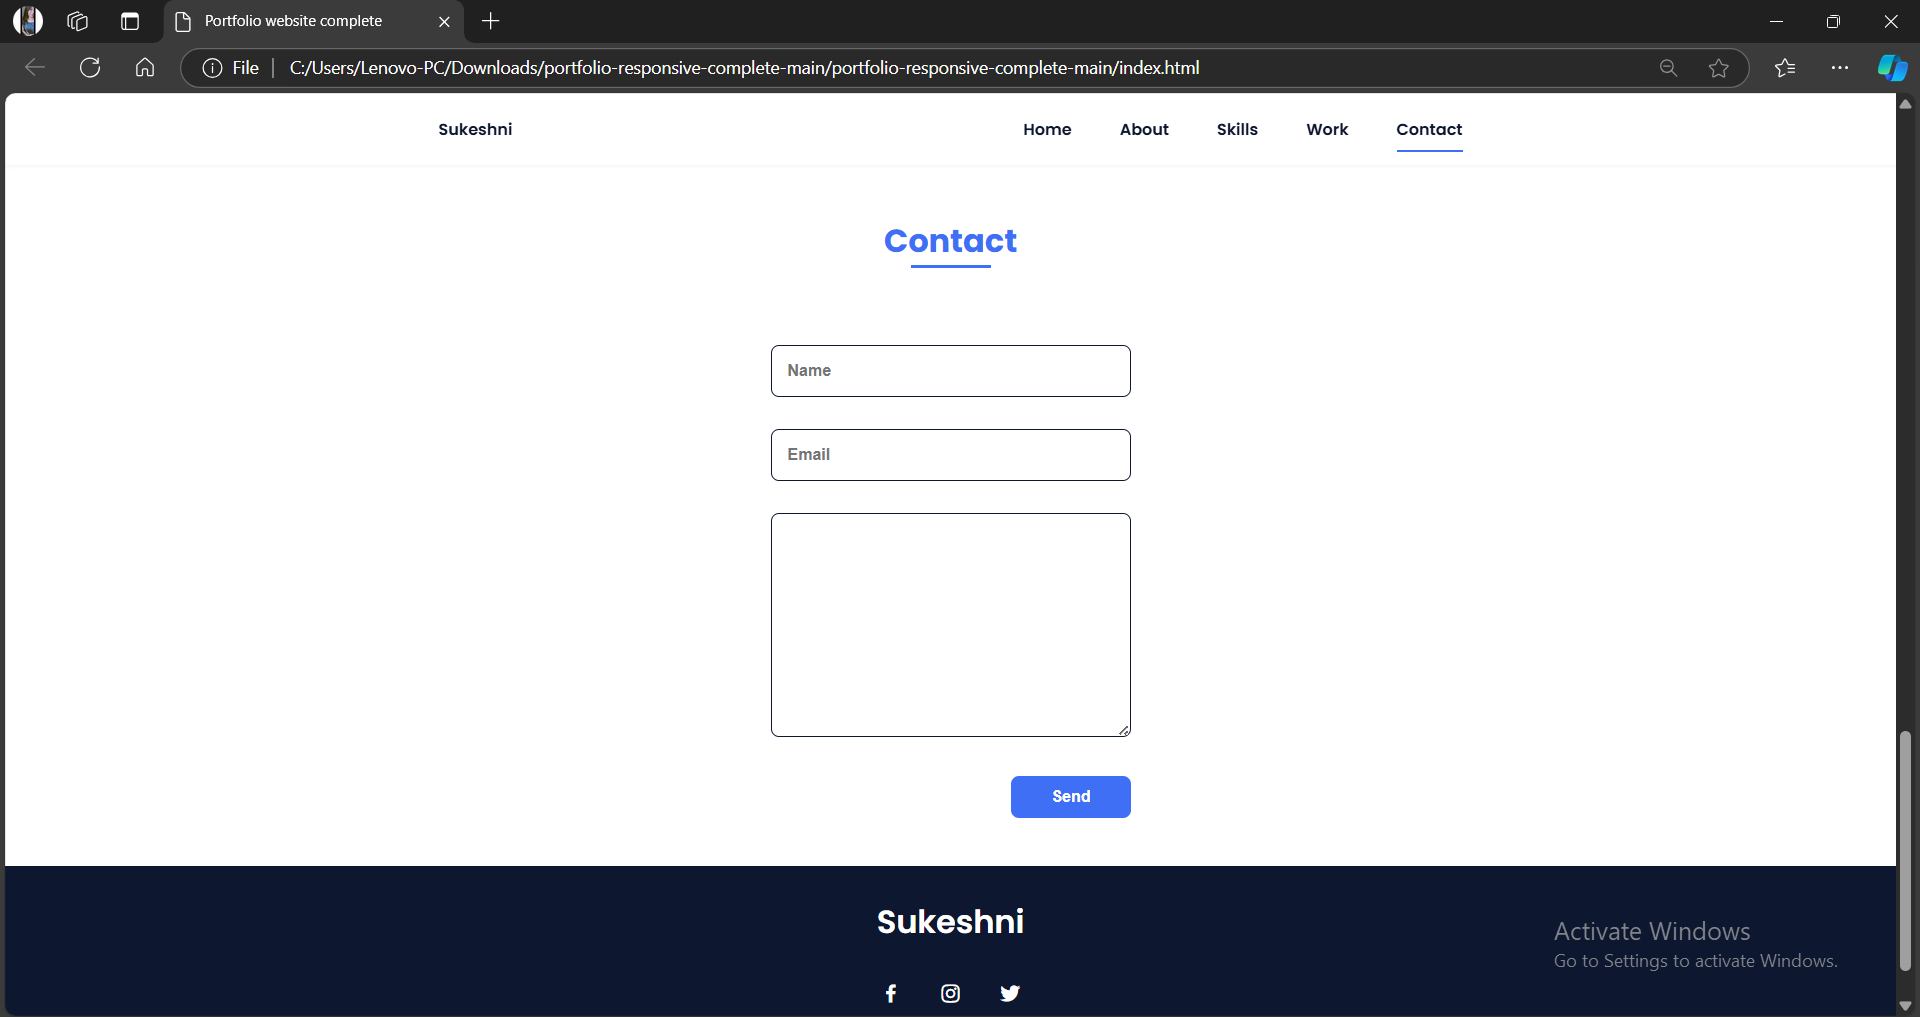 Portfolio website complete
File C:/Users/Lenovo-PC/Downloads/portfolio-responsive-complete-main/portfolio-responsive-complete-main/index.html
Sukeshni Home About Skills Work Contact
Contact
Name
Email
Send
Sukeshni
Activate Windows
Go to Settings to activate Windows.